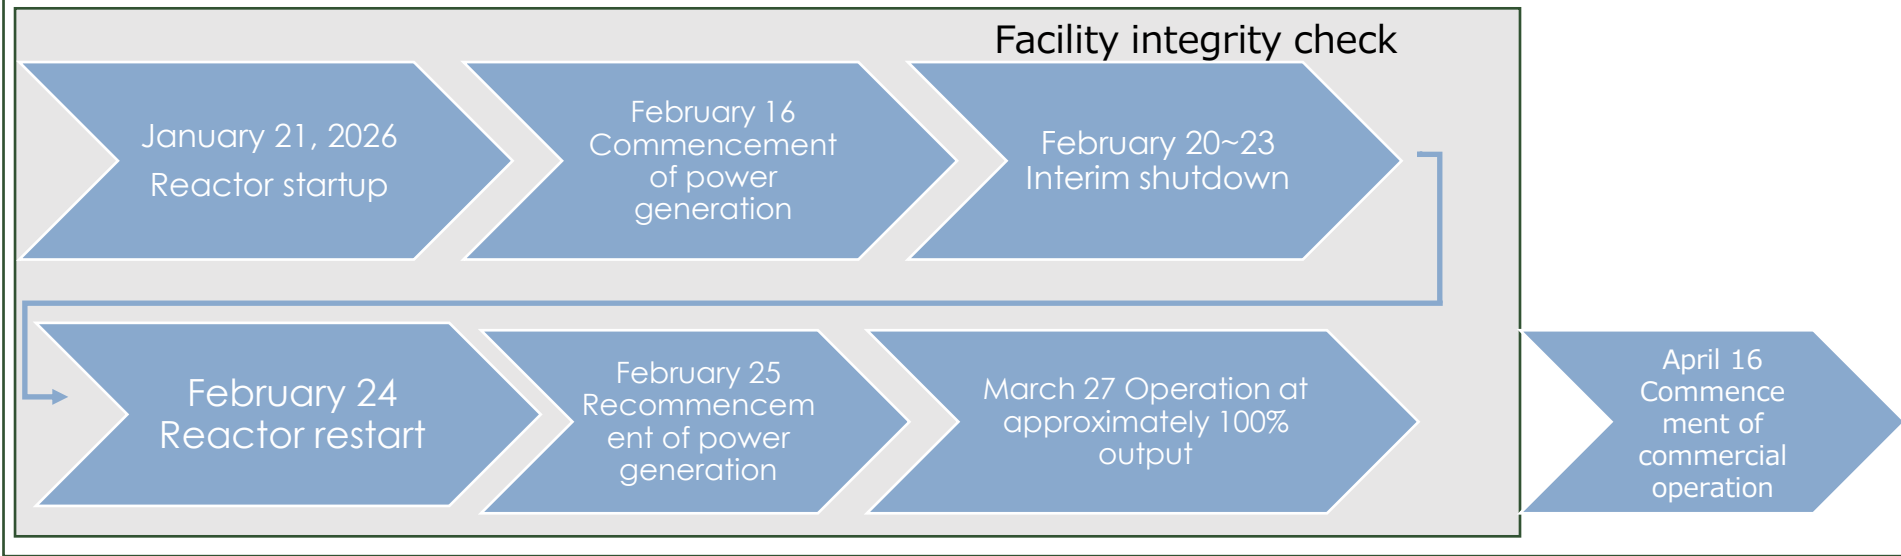 Facility integrity check
January 21, 2026
Reactor startup
February 16
Commencement
of power
generation
February 20~23
Interim shutdown
February 24
Reactor restart
February 25
Recommencem
ent of power
generation
March 27 Operation at
approximately 100%
output
April 16
Commence
ment of
commercial
operation